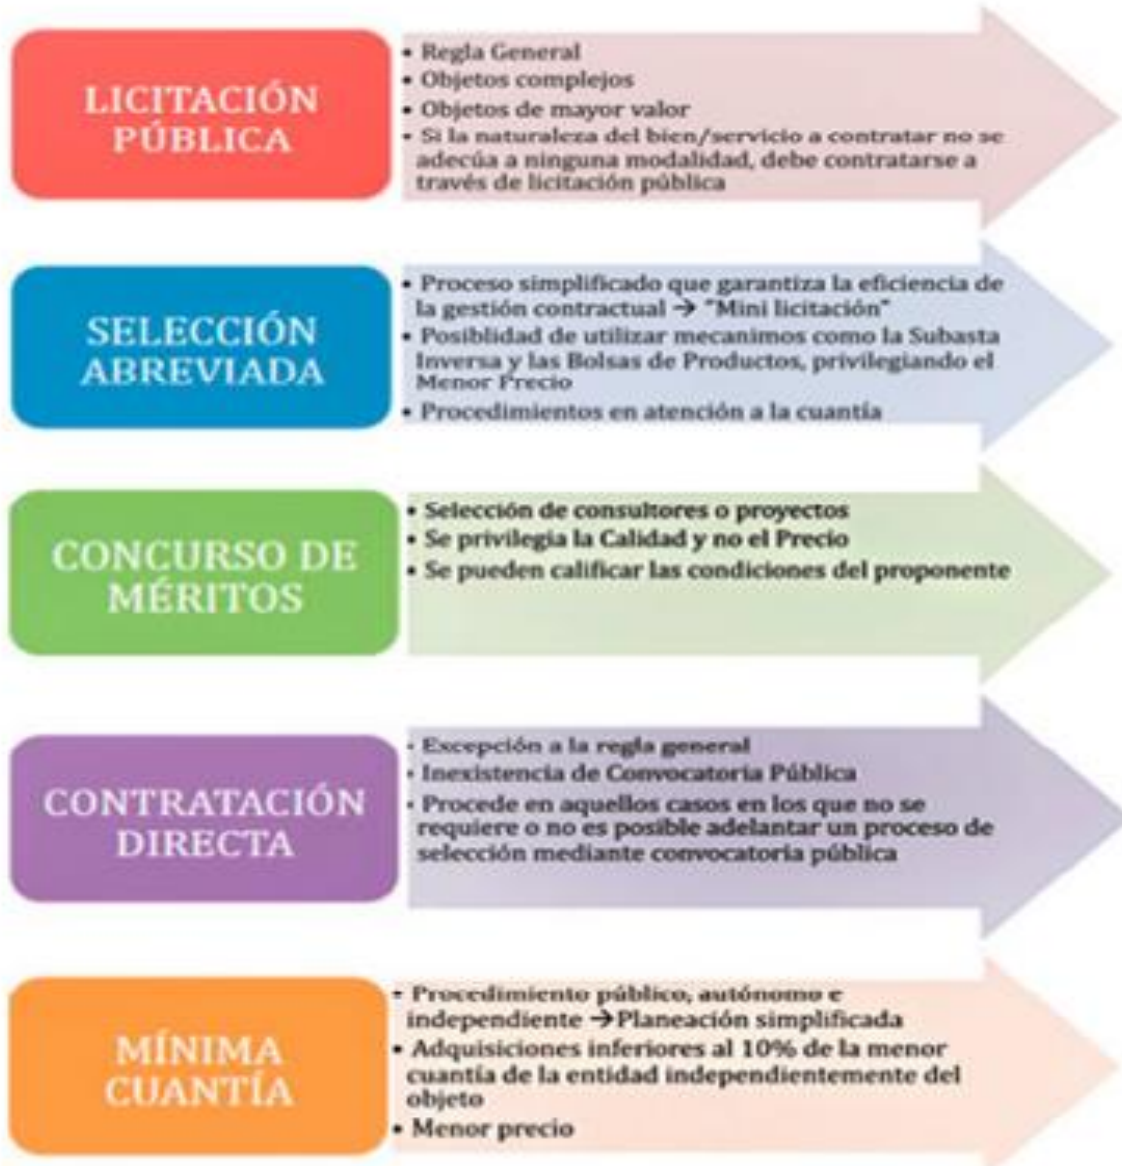 LICITACIÓN
PÚBLICA
• Regla General
• Objetos complejos
• Objetos de mayor valor
• Si la naturaleza del bien/servicio a contratar no se
adecúa a ninguna modalidad, debe contratarse a
través de licitación pública
SELECCIÓN
ABREVIADA
• Proceso simplificado que garantiza la eficiencia de
la gestión contractual → "Mini licitación"
• Posiblidad de utilizar mecanimos como la Subasta
Inversa y las Bolsas de Productos, privilegiando el
Menor Precio
• Procedimientos en atención a la cuantía
CONCURSO DE
MÉRITOS
• Selección de consultores o proyectos
• Se privilegia la Calidad y no el Precio
• Se pueden calificar las condiciones del proponente
CONTRATACIÓN
DIRECTA
• Excepción a la regla general
• Inexistencia de Convocatoria Pública
• Procede en aquellos casos en los que no se
requiere o no es posible adelantar un proceso de
selección mediante convocatoria pública
MÍNIMA
CUANTÍA
• Procedimiento público, autónomo e
independiente →Planeación simplificada
• Adquisiciones inferiores al 10% de la menor
cuantía de la entidad independientemente del
objeto
• Menor precio